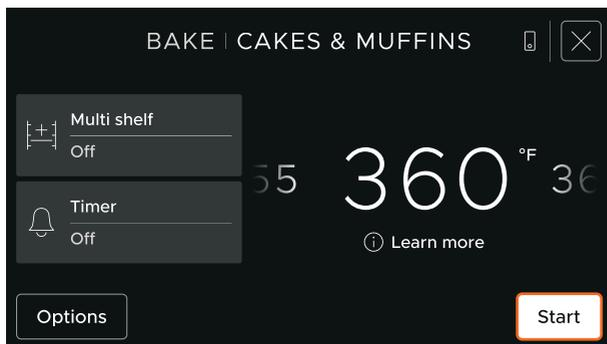 BAKE | CAKES & MUFFINS
Multi shelf
Off
55 360 °F 36
Learn more
Timer
Off
Options
Start